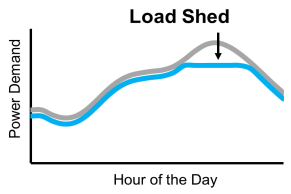 Load Shed
Power Demand
Hour of the Day